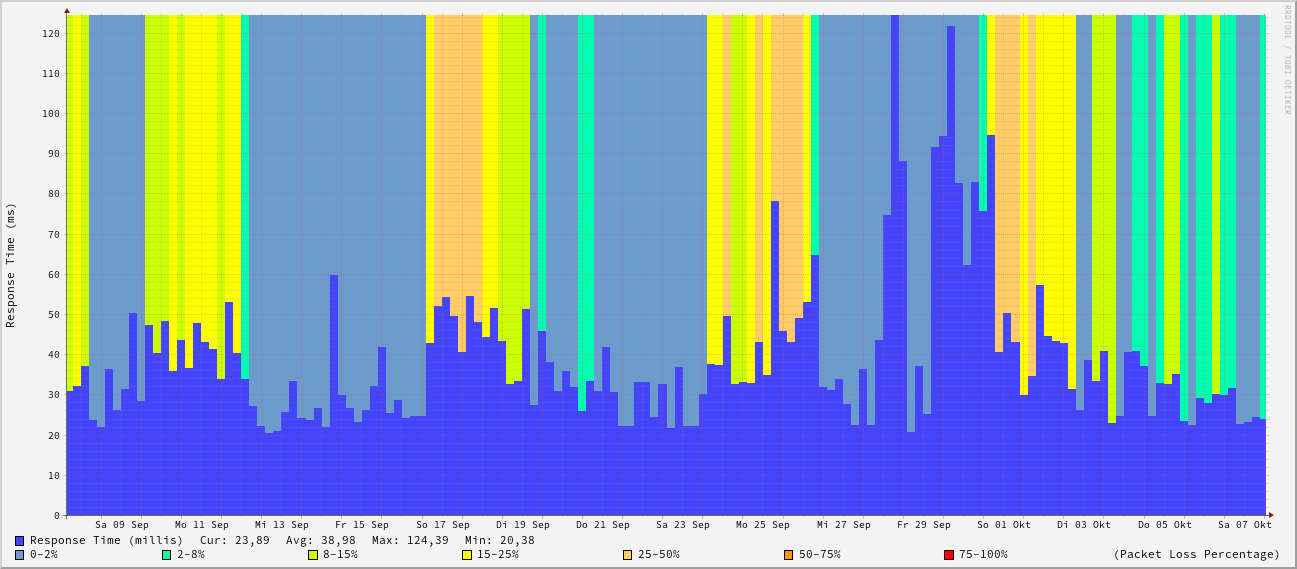 RRDTOOL / TOBI OETIKER
Response Time (ms)
120
110
100
90
80
70
60
50
40
30
20
10
0
Sa 09 Sep Mo 11 Sep Mi 13 Sep Fr 15 Sep So 17 Sep Di 19 Sep Do 21 Sep Sa 23 Sep Mo 25 Sep Mi 27 Sep Fr 29 Sep So 01 Okt Di 03 Okt Do 05 Okt Sa 07 Okt
Response Time (millis) Cur: 23,89 Avg: 38,98 Max: 124,39 Min: 20,38
0-2% 2-8% 8-15% 15-25% 25-50% 50-75% 75-100% (Packet Loss Percentage)